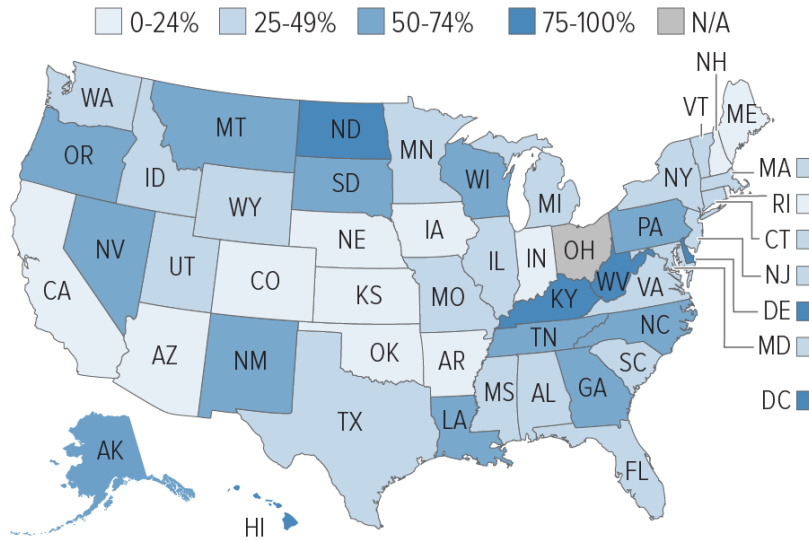 0-24% 25-49% 50-74% 75-100% N/A
NH
WA VT ME
MT ND
OR MN
ID SD WI NY MA
WY MI RI
IA PA CT
NE
NV IL IN OH NJ
UT CO WV
CA KS MO KY VA DE
NC MD
OK TN
AZ NM AR SC
MS AL GA DC
TX LA
AK FL
HI